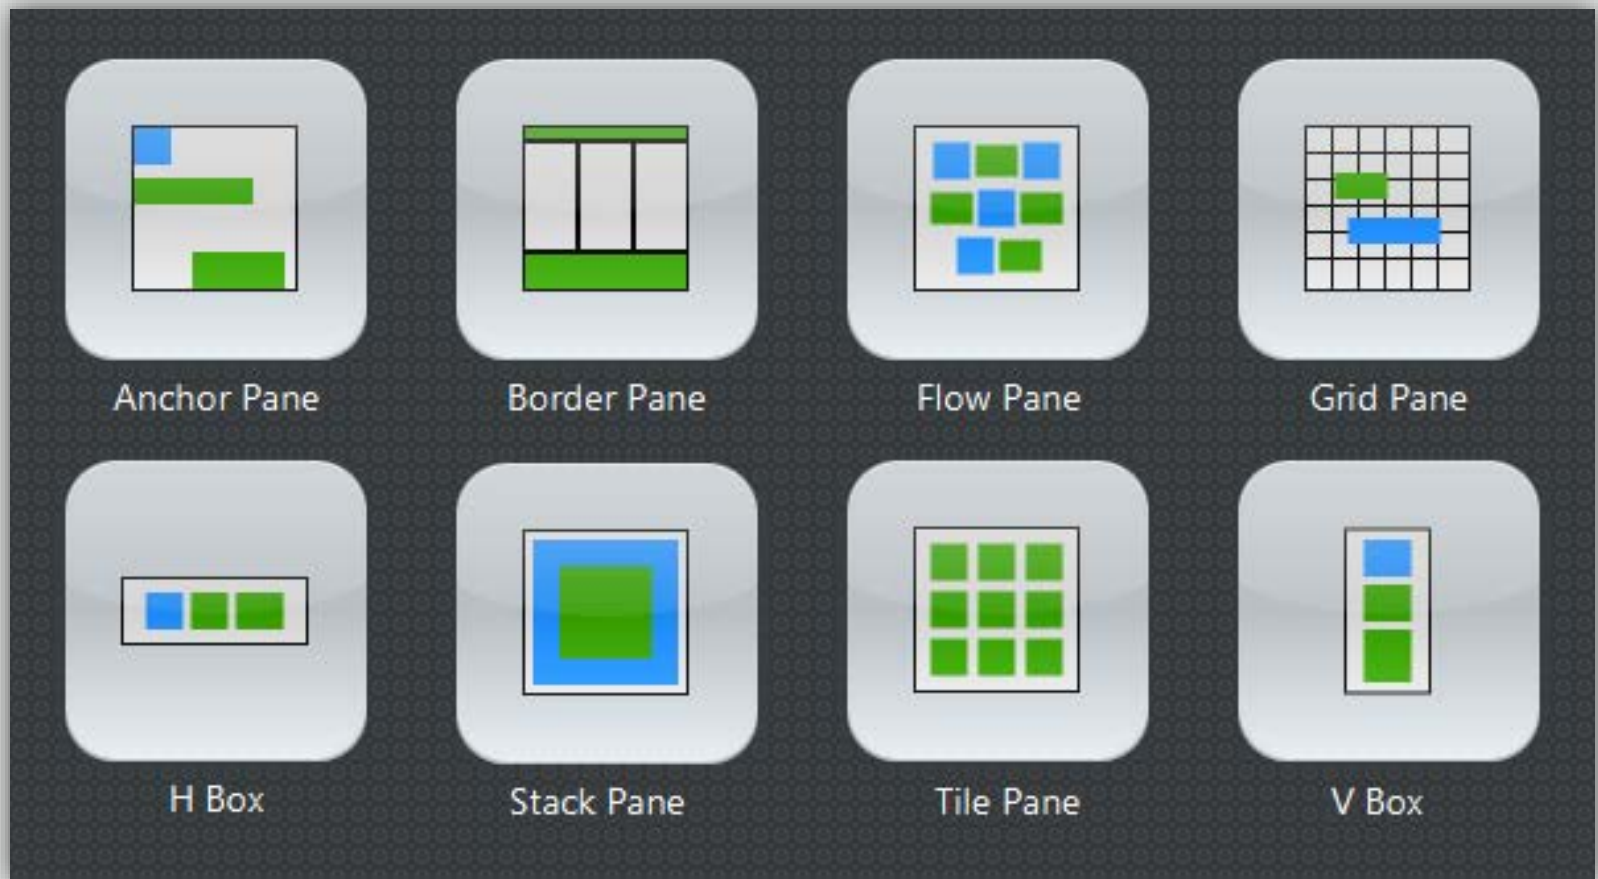 Anchor Pane
Border Pane
Flow Pane
Grid Pane
H Box
Stack Pane
Tile Pane
V Box